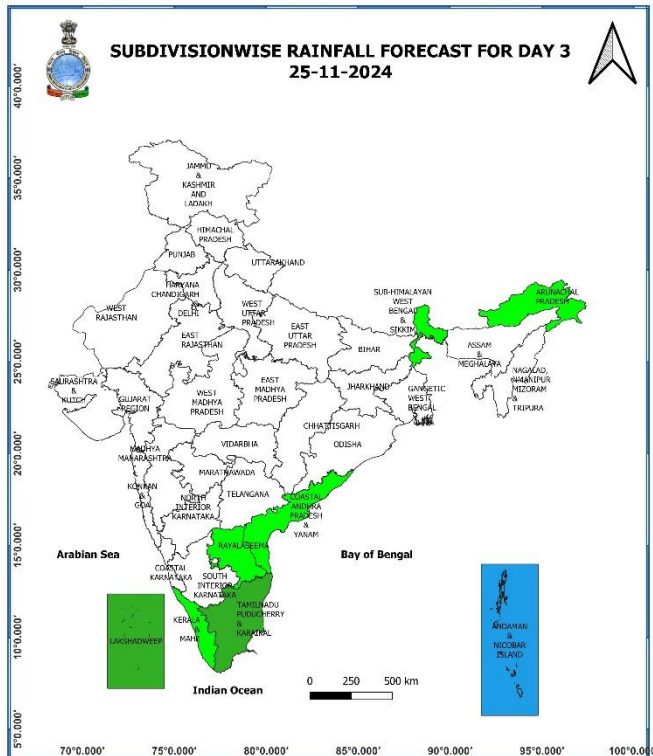 SUBDIVISIONWISE RAINFALL FORECAST FOR DAY 3
25-11-2024
JAMMU
&
KASHMIR
AND
LADAKH
HIMACHAL
PRADESH
PUNJAB
UTTARAKHAND
HARYANA
CHANDIGARH
&
DELHI
WEST
RAJASTHAN
WEST
UTTAR
PRADESH
EAST
RAJASTHAN
EAST
UTTAR
PRADESH
SUB-HIMALAYAN
WEST
BENGAL
&
SIKKIM
ARUNACHAL
PRADESH
BIHAR
ASSAM
&
MEGHALAYA
NAGALAD
MANIPUR
MIZORAM
&
TRIPURA
SAURASHTRA
&
KUTCH
GUJARAT
REGION
WEST
MADHYA
PRADESH
EAST
MADHYA
PRADESH
JHARKHAND
GANGETIC
WEST
BENGAL
CHHATTISGARH
ODISHA
VIDARBHA
MADHYA
MAHARASHTRA
MARATHAWADA
KONKAN
&
GOA
NORTH
INTERIOR
KARNATAKA
TELANGANA
COASTAL
ANDHRA
PRADESH
&
YANAM
RAYALASEEMA
Arabian Sea
Bay of Bengal
COASTAL
KARNATAKA
SOUTH
INTERIOR
KARNATAKA
TAMILNADU
PUDUCHERRY
&
KARAIKAL
KERALA
&
MAHE
LAKSHADWEEP
ANDAMAN
&
NICOBAR
ISLAND
Indian Ocean
0 250 500 km
40°0.000'
35°0.000'
30°0.000'
25°0.000'
20°0.000'
15°0.000'
10°0.000'
5°0.000'
70°0.000' 75°0.000' 80°0.000' 85°0.000' 90°0.000' 95°0.000' 100°0.000'